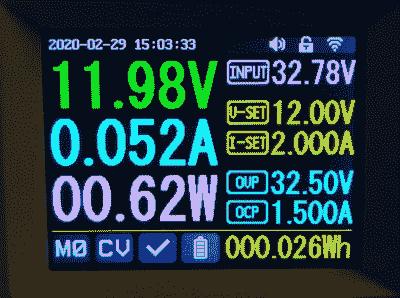 2020-02-29 15:03:33
11.98V
0.052A
00.62W
INPUT 32.78V
V-SET 12.00V
I-SET 2.000A
OVP 32.50V
OCP 1.500A
M0 CV 000.026Wh